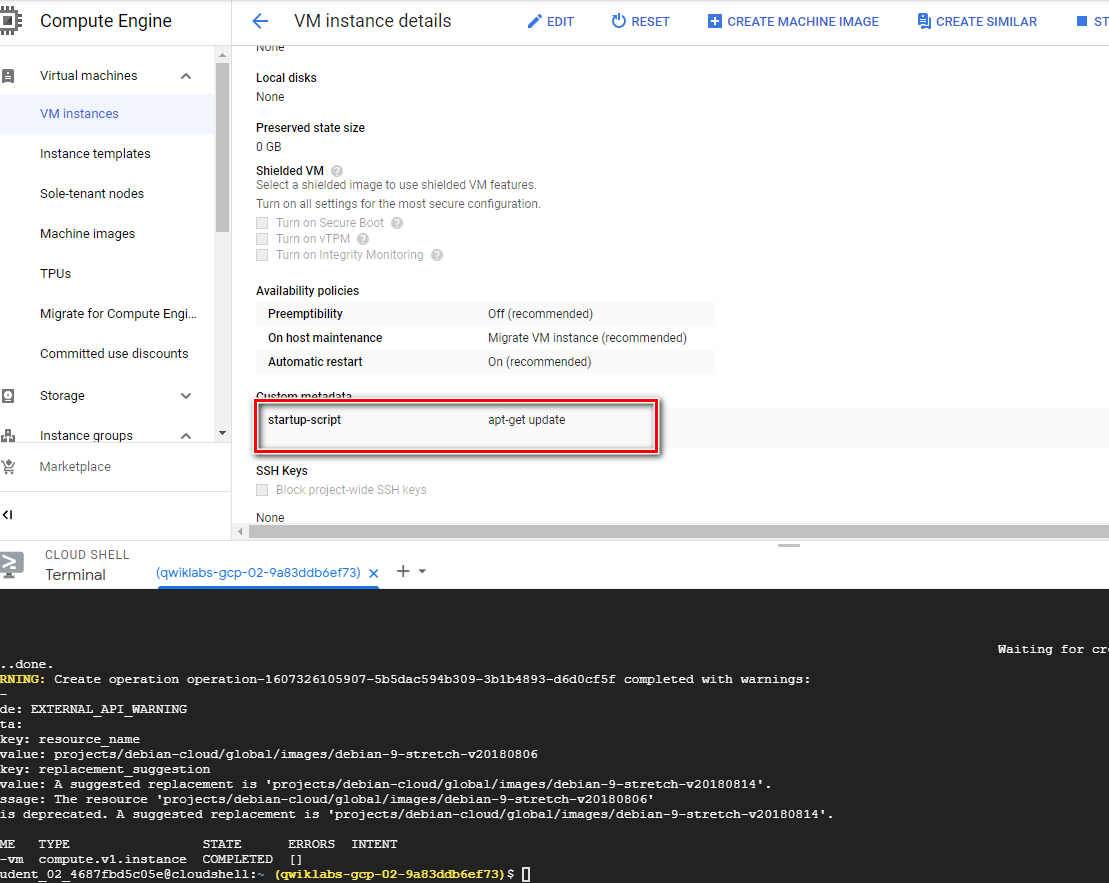 Compute Engine
VM instance details
EDIT
RESET
CREATE MACHINE IMAGE
CREATE SIMILAR
ST
Virtual machines
VM instances
Instance templates
Sole-tenant nodes
Machine images
TPUs
Migrate for Compute Engi...
Committed use discounts
Storage
Instance groups
Marketplace
None
Local disks
None
Preserved state size
0 GB
Shielded VM ?
Select a shielded image to use shielded VM features.
Turn on all settings for the most secure configuration.
Turn on Secure Boot ?
Turn on vTPM ?
Turn on Integrity Monitoring ?
Availability policies
Preemptibility Off (recommended)
On host maintenance Migrate VM instance (recommended)
Automatic restart On (recommended)
Custom metadata
startup-script apt-get update
SSH Keys
Block project-wide SSH keys
None
CLOUD SHELL
Terminal
(qwiklabs-gcp-02-9a83ddb6ef73)
Waiting for cre
..done.
RNING: Create operation operation-1607326105907-5b5dac594b309-3b1b4893-d6d0cf5f completed with warnings:
-
de: EXTERNAL_API_WARNING
ta:
key: resource_name
value: projects/debian-cloud/global/images/debian-9-stretch-v20180806
key: replacement_suggestion
value: A suggested replacement is 'projects/debian-cloud/global/images/debian-9-stretch-v20180814'.
ssage: The resource 'projects/debian-cloud/global/images/debian-9-stretch-v20180806'
is deprecated. A suggested replacement is 'projects/debian-cloud/global/images/debian-9-stretch-v20180814'.
ME TYPE STATE ERRORS INTENT
-vm compute.v1.instance COMPLETED []
udent_02_4687fbd5c05e@cloudshell:~ (qwiklabs-gcp-02-9a83ddb6ef73)$